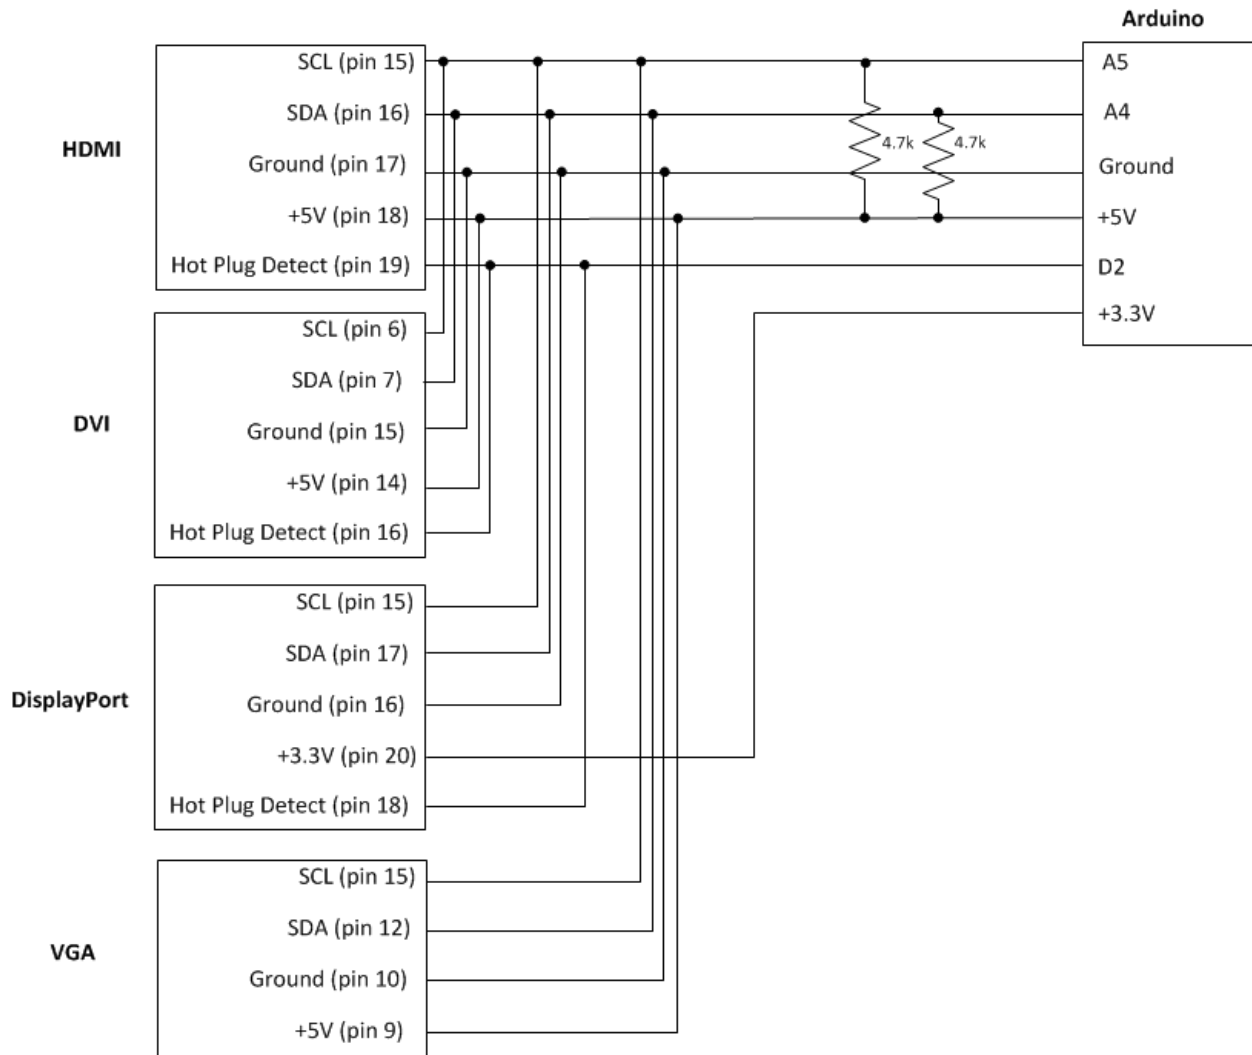 Arduino
HDMI
SCL (pin 15)
SDA (pin 16)
Ground (pin 17)
+5V (pin 18)
Hot Plug Detect (pin 19)
4.7k
4.7k
A5
A4
Ground
+5V
D2
+3.3V
DVI
SCL (pin 6)
SDA (pin 7)
Ground (pin 15)
+5V (pin 14)
Hot Plug Detect (pin 16)
DisplayPort
SCL (pin 15)
SDA (pin 17)
Ground (pin 16)
+3.3V (pin 20)
Hot Plug Detect (pin 18)
VGA
SCL (pin 15)
SDA (pin 12)
Ground (pin 10)
+5V (pin 9)